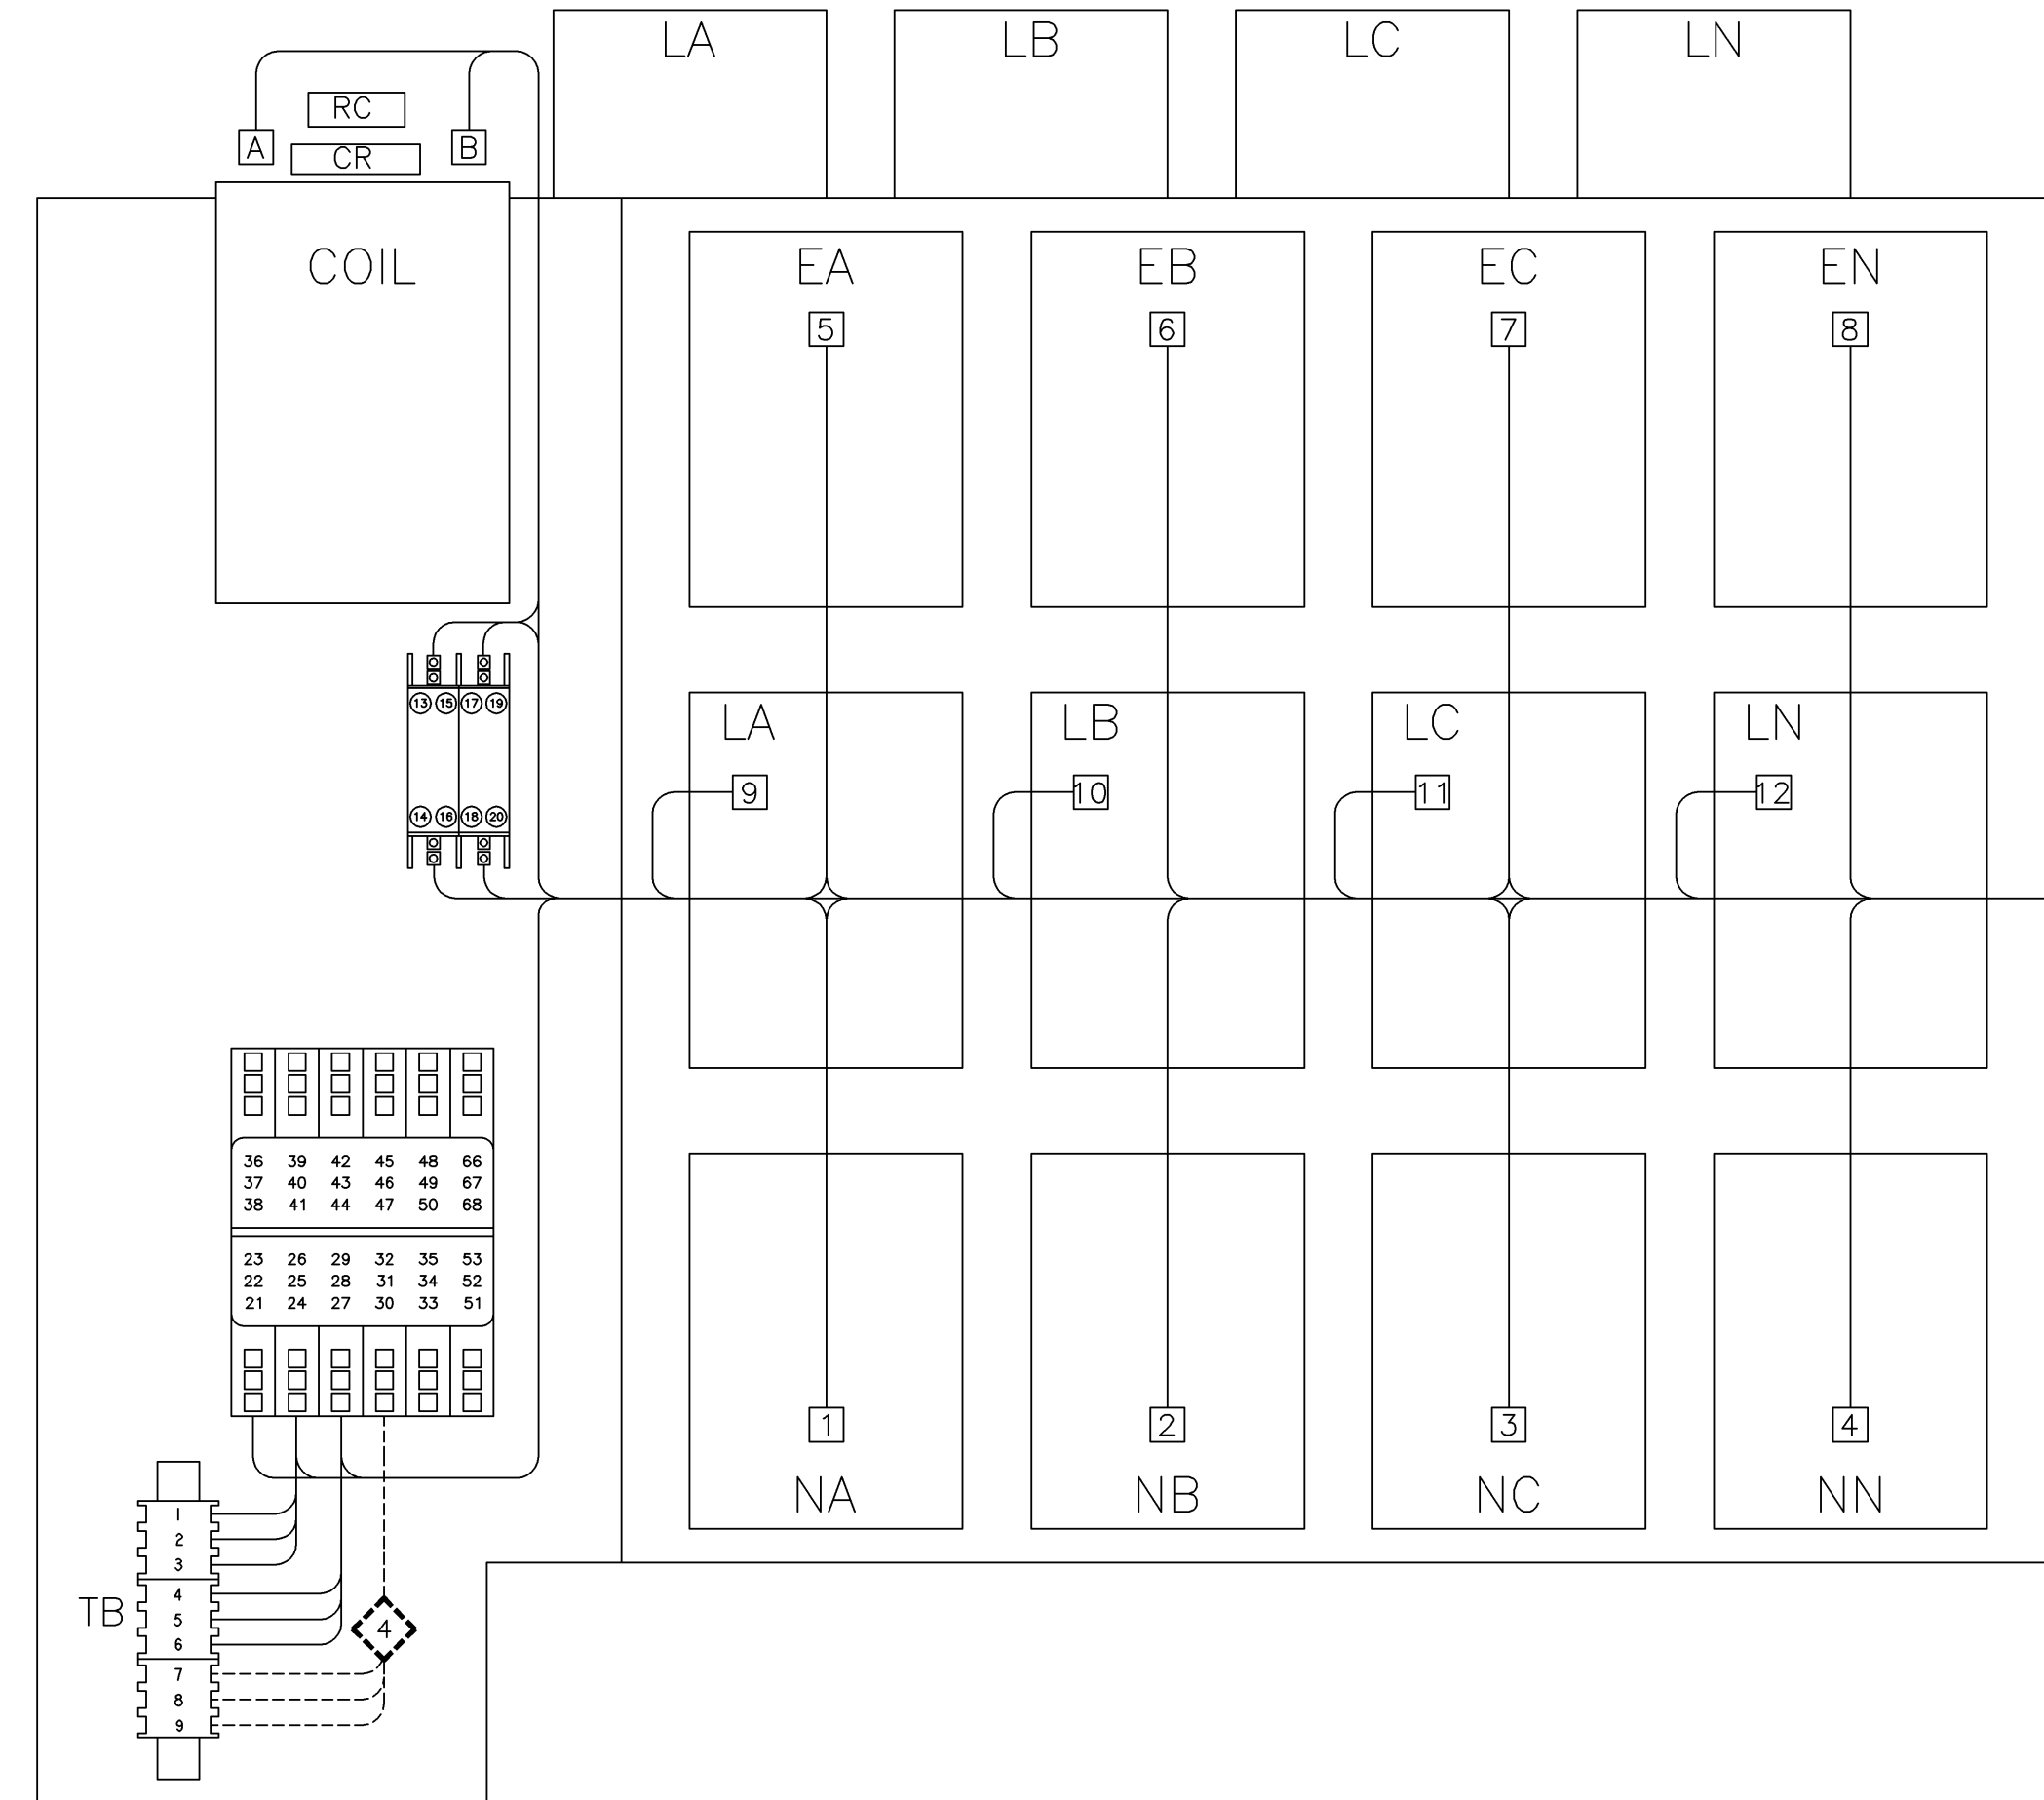 LA LB LC LN
RC
A CR B
COIL EA EB EC EN
5 6 7 8
13 15 17 19
LA LB LC LN
9 10 11 12
14 16 18 20
36 39 42 45 48 66
37 40 43 46 49 67
38 41 44 47 50 68
23 26 29 32 35 53
22 25 28 31 34 52
21 24 27 30 33 51
1 2 3 4
NA NB NC NN
1
2
3
4
TB
5
6
4
7
8
9